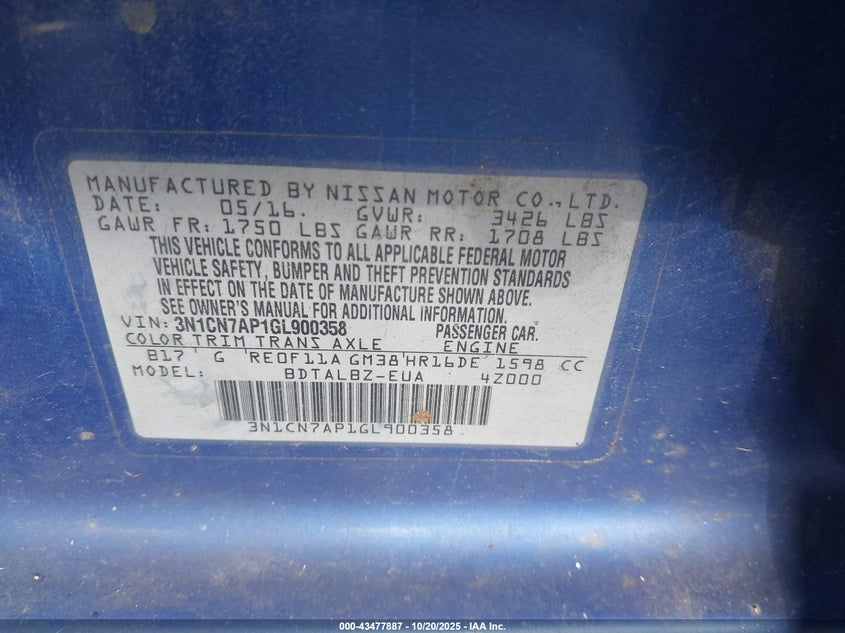 MANUFACTURED BY NISSAN MOTOR CO.,LTD.
DATE: 05/16. GVWR: 3426 LBS
GAWR FR: 1750 LBS GAWR RR: 1708 LBS
THIS VEHICLE CONFORMS TO ALL APPLICABLE FEDERAL MOTOR
VEHICLE SAFETY, BUMPER AND THEFT PREVENTION STANDARDS
IN EFFECT ON THE DATE OF MANUFACTURE SHOWN ABOVE.
SEE OWNER'S MANUAL FOR ADDITIONAL INFORMATION.
VIN: 3N1CN7AP1GL900358 PASSENGER CAR.
COLOR TRIM TRANS AXLE ENGINE
B17 G RE0F11A GM38 HR16DE 1598 CC
MODEL: BDTALBZ-EUA 4Z000
3N1CN7AP1GL900358
000-43477887 - 10/20/2025 - IAA Inc.